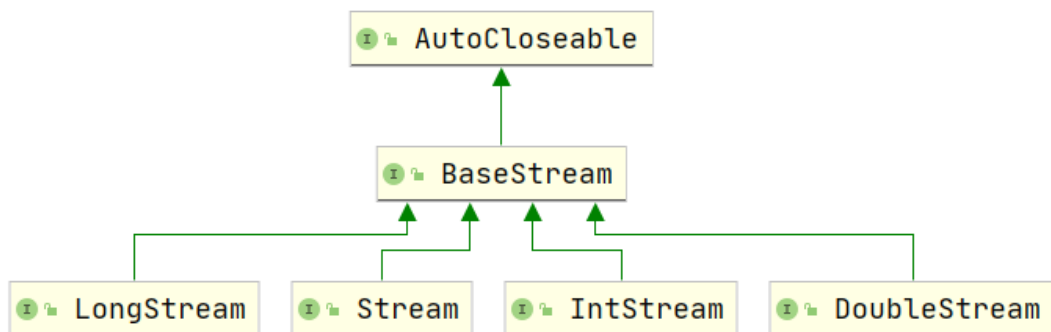 I AutoCloseable
I BaseStream
I LongStream
I Stream
I IntStream
I DoubleStream